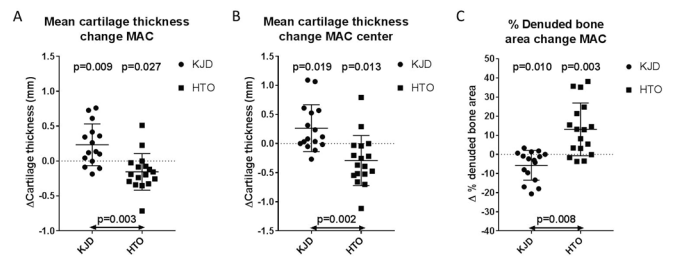 A
Mean cartilage thickness
change MAC
p=0.009 p=0.027
KJD
HTO
ΔCartilage thickness (mm)
1.5
1.0
0.5
0.0
-0.5
-1.0
p=0.003
KJD
HTO
B
Mean cartilage thickness
change MAC center
p=0.019 p=0.013
KJD
HTO
ΔCartilage thickness (mm)
1.5
1.0
0.5
0.0
-0.5
-1.0
-1.5
p=0.002
KJD
HTO
C
% Denuded bone
area change MAC
p=0.010 p=0.003
KJD
HTO
Δ % denuded bone area
50
40
30
20
10
0
-10
-20
-30
-40
p=0.008
KJD
HTO